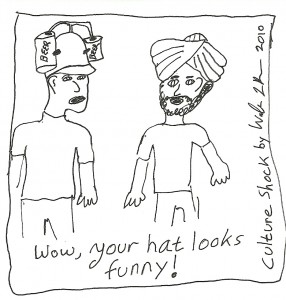 BEER
BEER
Wow, your hat looks
funny!
Culture Shock by 2010